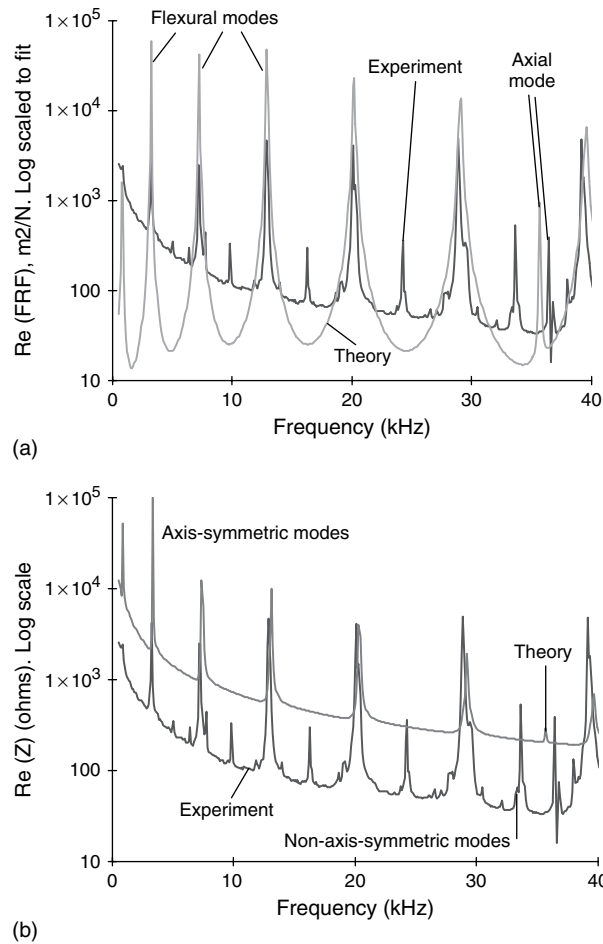 1×10^5
1×10^4
1×10^3
100
10
Re (FRF), m2/N. Log scaled to fit
Flexural modes
Experiment
Axial
mode
Theory
0
10
20
30
40
Frequency (kHz)
(a)
1×10^5
1×10^4
1×10^3
100
10
Re (Z) (ohms). Log scale
Axis-symmetric modes
Theory
Experiment
Non-axis-symmetric modes
0
10
20
30
40
Frequency (kHz)
(b)